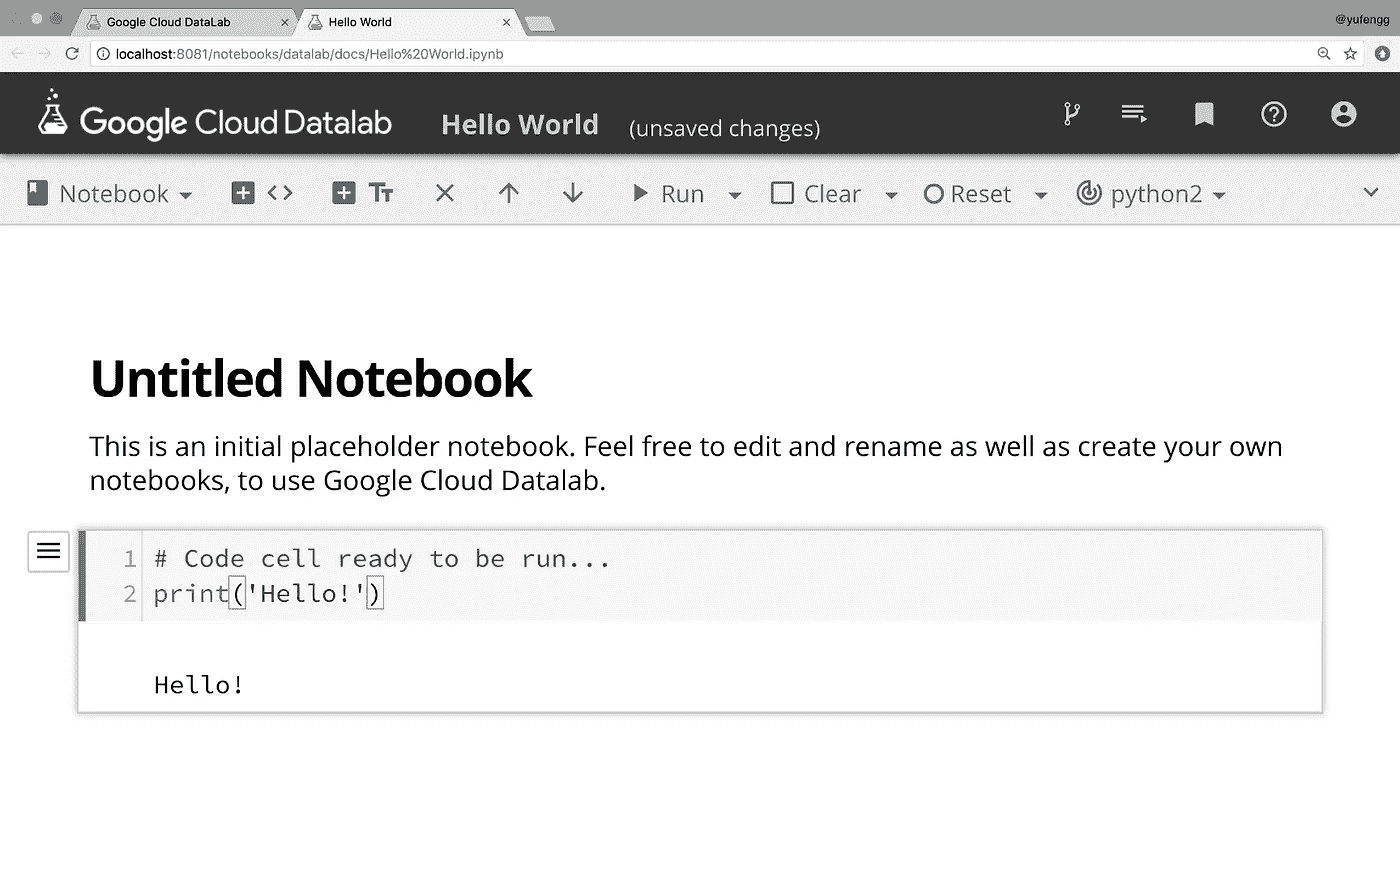 Google Cloud DataLab
Hello World
@yufengg
localhost:8081/notebooks/datalab/docs/Hello%20World.ipynb
Google Cloud Datalab Hello World (unsaved changes)
Notebook <> Tт Run Clear Reset python2
Untitled Notebook
This is an initial placeholder notebook. Feel free to edit and rename as well as create your own
notebooks, to use Google Cloud Datalab.
1 # Code cell ready to be run...
2 print('Hello!')
Hello!